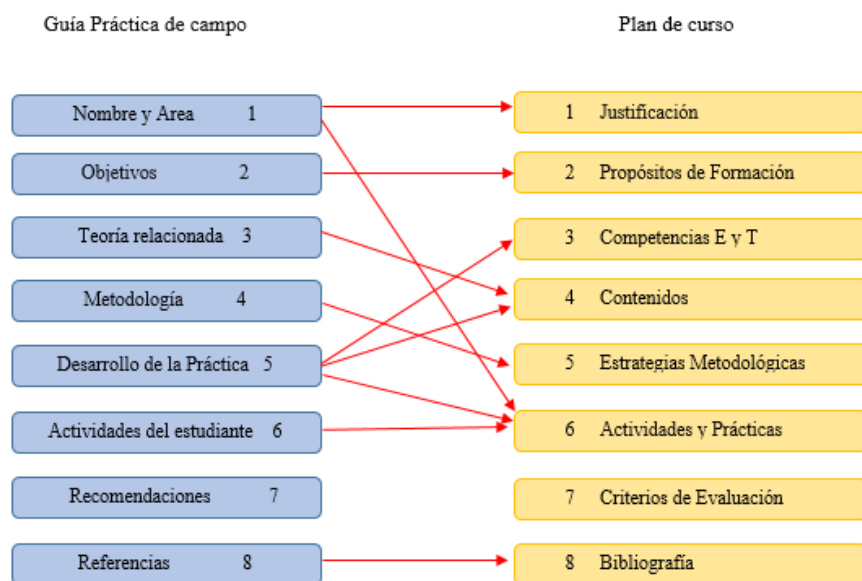 Guía Práctica de campo
Plan de curso
Nombre y Area 1
1 Justificación
Objetivos 2
2 Propósitos de Formación
Teoría relacionada 3
3 Competencias E y T
Metodología 4
4 Contenidos
Desarrollo de la Práctica 5
5 Estrategias Metodológicas
Actividades del estudiante 6
6 Actividades y Prácticas
Recomendaciones 7
7 Criterios de Evaluación
Referencias 8
8 Bibliografía